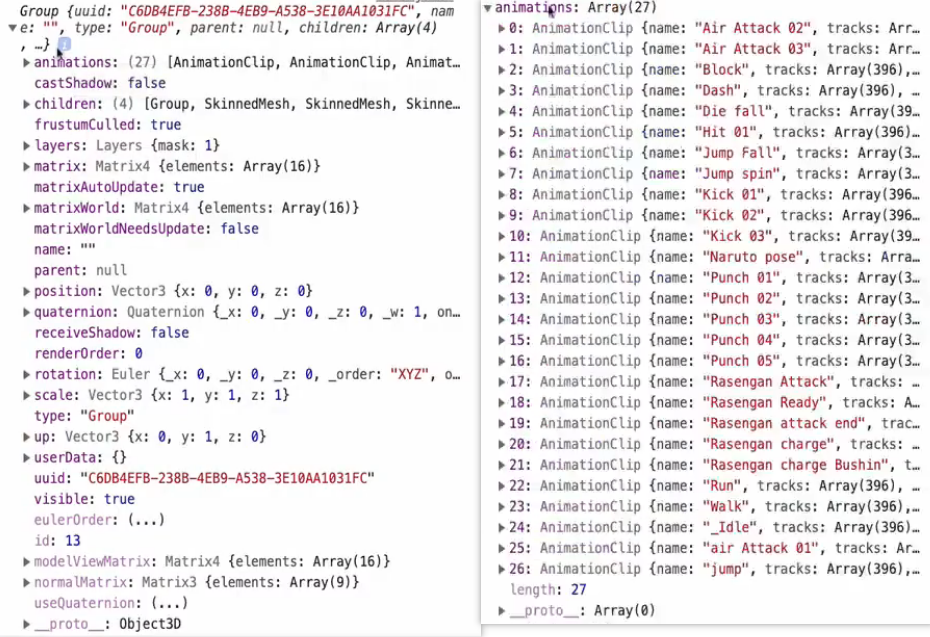 Group {uuid: "C6DB4EFB-238B-4EB9-A538-3E10AA1031FC", nam
e: "", type: "Group", parent: null, children: Array(4)
, …} i
animations: (27) [AnimationClip, AnimationClip, Animat…
castShadow: false
children: (4) [Group, SkinnedMesh, SkinnedMesh, Skinne…
frustumCulled: true
layers: Layers {mask: 1}
matrix: Matrix4 {elements: Array(16)}
matrixAutoUpdate: true
matrixWorld: Matrix4 {elements: Array(16)}
matrixWorldNeedsUpdate: false
name: ""
parent: null
position: Vector3 {x: 0, y: 0, z: 0}
quaternion: Quaternion {_x: 0, _y: 0, _z: 0, _w: 1, on…
receiveShadow: false
renderOrder: 0
rotation: Euler {_x: 0, _y: 0, _z: 0, _order: "XYZ", o…
scale: Vector3 {x: 1, y: 1, z: 1}
type: "Group"
up: Vector3 {x: 0, y: 1, z: 0}
userData: {}
uuid: "C6DB4EFB-238B-4EB9-A538-3E10AA1031FC"
visible: true
eulerOrder: (...)
id: 13
modelViewMatrix: Matrix4 {elements: Array(16)}
normalMatrix: Matrix3 {elements: Array(9)}
useQuaternion: (...)
__proto__: Object3D
animations: Array(27)
0: AnimationClip {name: "Air Attack 02", tracks: Arr…
1: AnimationClip {name: "Air Attack 03", tracks: Arr…
2: AnimationClip {name: "Block", tracks: Array(396),…
3: AnimationClip {name: "Dash", tracks: Array(396), …
4: AnimationClip {name: "Die fall", tracks: Array(39…
5: AnimationClip {name: "Hit 01", tracks: Array(396)…
6: AnimationClip {name: "Jump Fall", tracks: Array(3…
7: AnimationClip {name: "Jump spin", tracks: Array(3…
8: AnimationClip {name: "Kick 01", tracks: Array(396…
9: AnimationClip {name: "Kick 02", tracks: Array(396…
10: AnimationClip {name: "Kick 03", tracks: Array(39…
11: AnimationClip {name: "Naruto pose", tracks: Arra…
12: AnimationClip {name: "Punch 01", tracks: Array(3…
13: AnimationClip {name: "Punch 02", tracks: Array(3…
14: AnimationClip {name: "Punch 03", tracks: Array(3…
15: AnimationClip {name: "Punch 04", tracks: Array(3…
16: AnimationClip {name: "Punch 05", tracks: Array(3…
17: AnimationClip {name: "Rasengan Attack", tracks: …
18: AnimationClip {name: "Rasengan Ready", tracks: A…
19: AnimationClip {name: "Rasengan attack end", trac…
20: AnimationClip {name: "Rasengan charge", tracks: …
21: AnimationClip {name: "Rasengan charge Bushin", t…
22: AnimationClip {name: "Run", tracks: Array(396), …
23: AnimationClip {name: "Walk", tracks: Array(396),…
24: AnimationClip {name: "_Idle", tracks: Array(396)…
25: AnimationClip {name: "air Attack 01", tracks: Ar…
26: AnimationClip {name: "jump", tracks: Array(396),…
length: 27
__proto__: Array(0)